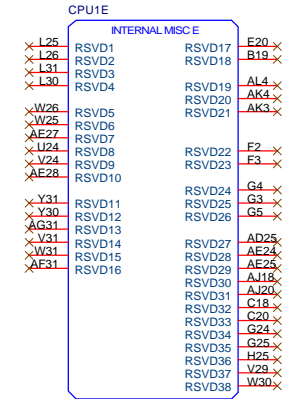 CPU1E
INTERNAL MISC E
L25 RSVD1 RSVD17 E20
L26 RSVD2 RSVD18 B19
L31 RSVD3
L30 RSVD4 RSVD19 AL4
RSVD20 AK4
W26 RSVD5 RSVD21 AK3
W25 RSVD6
AE27 RSVD7
U24 RSVD8 RSVD22 F2
V24 RSVD9 RSVD23 F3
AE28 RSVD10
RSVD24 G4
Y31 RSVD11 RSVD25 G3
Y30 RSVD12 RSVD26 G5
AG31 RSVD13
V31 RSVD14 RSVD27 AD25
W31 RSVD15 RSVD28 AE24
AF31 RSVD16 RSVD29 AE25
RSVD30 AJ18
RSVD31 AJ20
RSVD32 C18
RSVD33 C20
RSVD34 G24
RSVD35 G25
RSVD36 H25
RSVD37 V29
RSVD38 W30